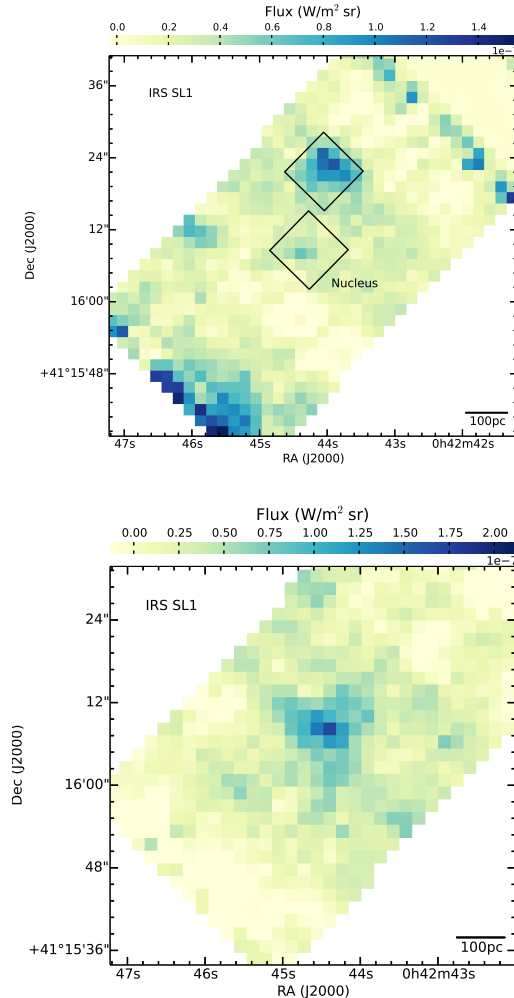 Flux (W/m² sr)
0.0 0.2 0.4 0.6 0.8 1.0 1.2 1.4
1e−
IRS SL1
36"
24"
12"
16'00"
+41°15'48"
Dec (J2000)
Nucleus
100pc
47s 46s 45s 44s 43s 0h42m42s
RA (J2000)
Flux (W/m² sr)
0.00 0.25 0.50 0.75 1.00 1.25 1.50 1.75 2.00
1e−7
IRS SL1
24"
12"
16'00"
48"
+41°15'36"
Dec (J2000)
100pc
47s 46s 45s 44s 0h42m43s
RA (J2000)